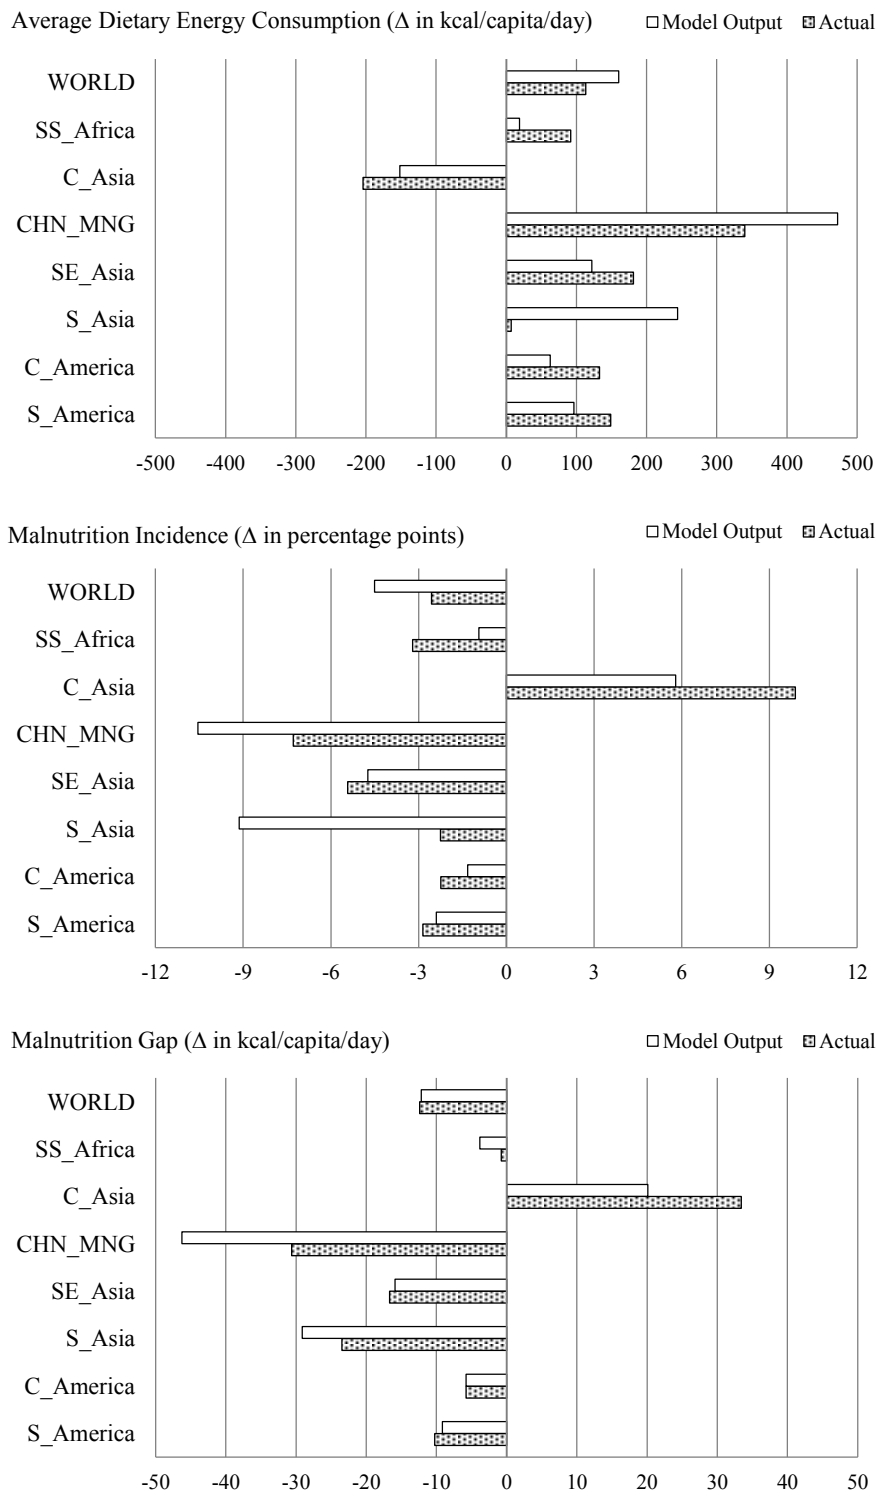 Average Dietary Energy Consumption (Δ in kcal/capita/day) Model Output Actual
WORLD
SS_Africa
C_Asia
CHN_MNG
SE_Asia
S_Asia
C_America
S_America
-500 -400 -300 -200 -100 0 100 200 300 400 500
Malnutrition Incidence (Δ in percentage points) Model Output Actual
WORLD
SS_Africa
C_Asia
CHN_MNG
SE_Asia
S_Asia
C_America
S_America
-12 -9 -6 -3 0 3 6 9 12
Malnutrition Gap (Δ in kcal/capita/day) Model Output Actual
WORLD
SS_Africa
C_Asia
CHN_MNG
SE_Asia
S_Asia
C_America
S_America
-50 -40 -30 -20 -10 0 10 20 30 40 50